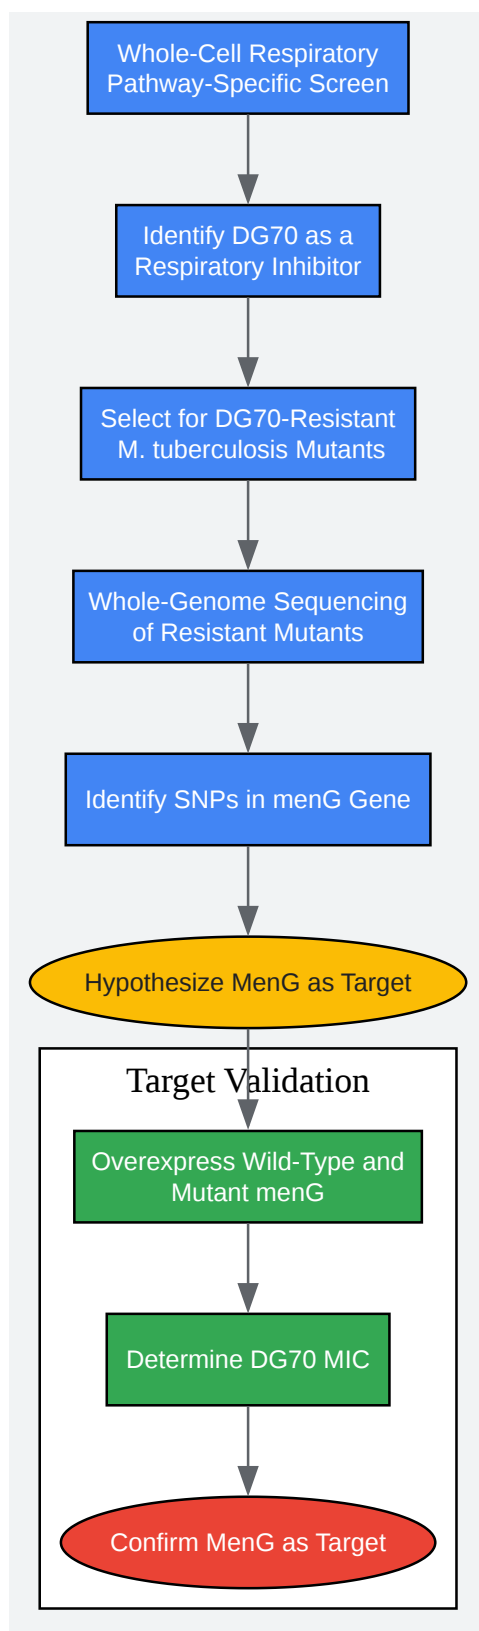 Whole-Cell Respiratory
Pathway-Specific Screen
Identify DG70 as a
Respiratory Inhibitor
Select for DG70-Resistant
M. tuberculosis Mutants
Whole-Genome Sequencing
of Resistant Mutants
Identify SNPs in menG Gene
Hypothesize MenG as Target
Target Validation
Overexpress Wild-Type and
Mutant menG
Determine DG70 MIC
Confirm MenG as Target